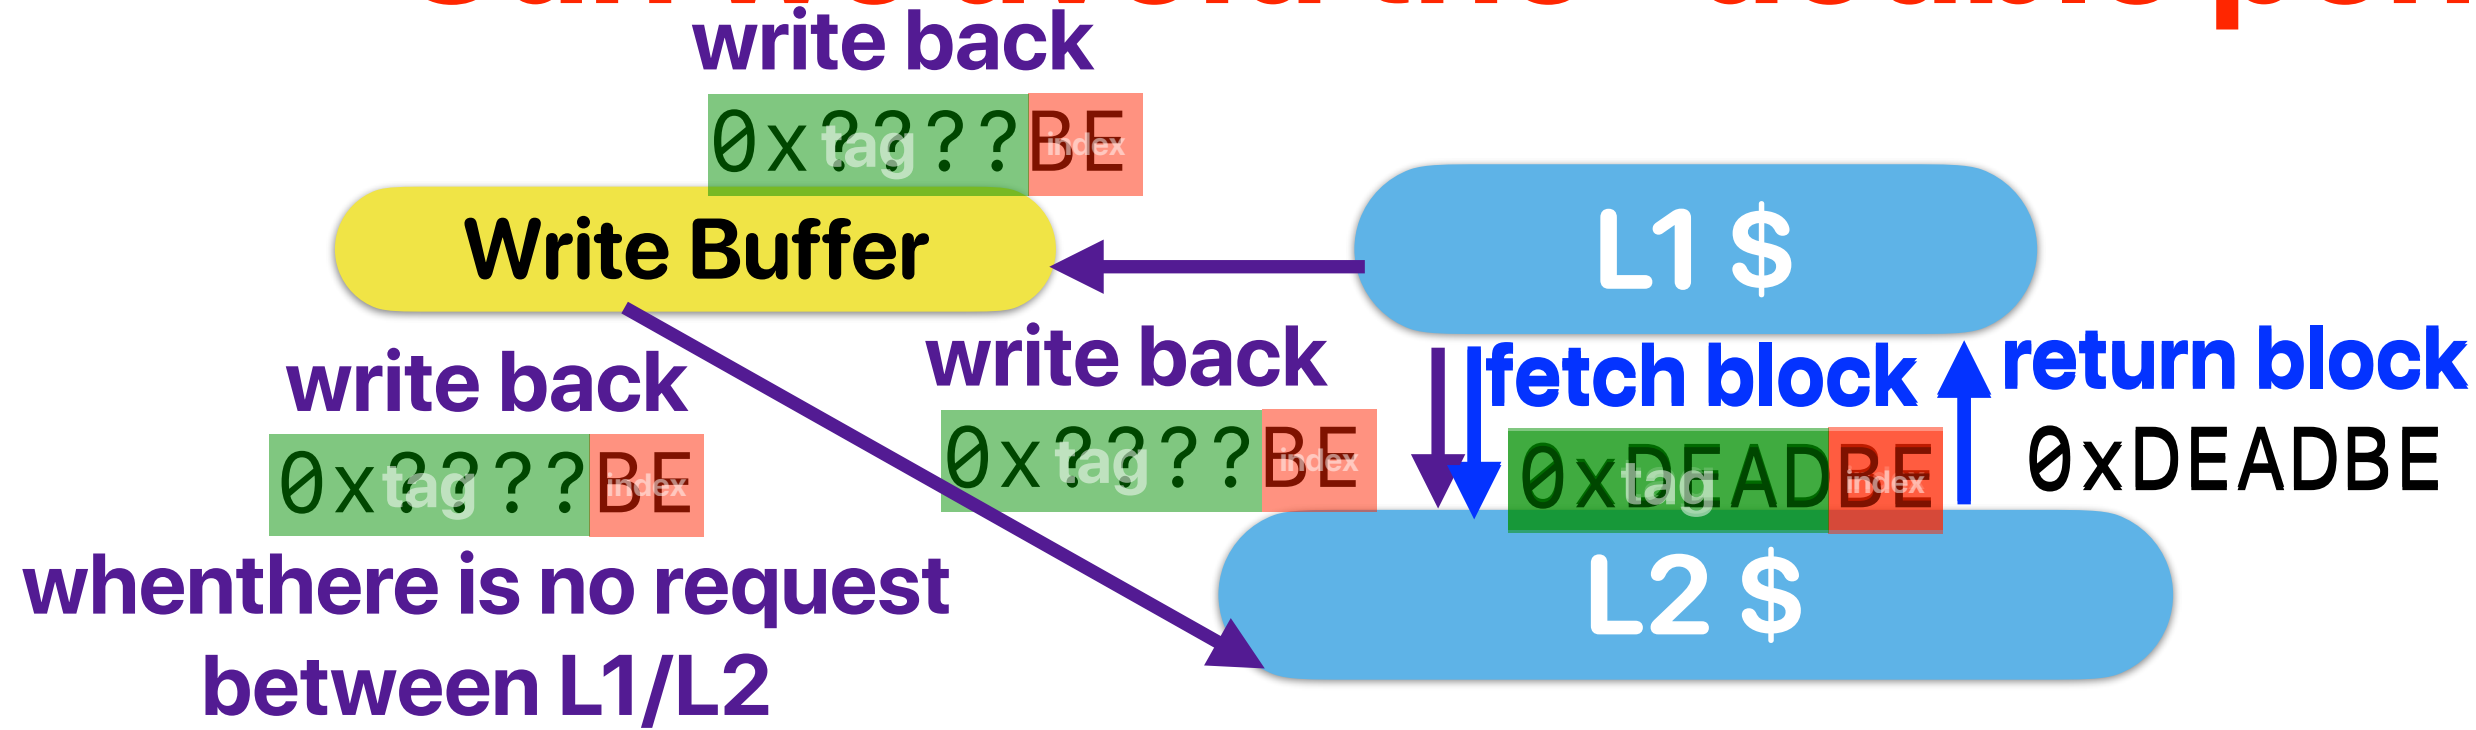 write back
0x????BE
tag
index
Write Buffer
L1 $
write back
0x????BE
tag
index
whenthere is no request
between L1/L2
write back
0x????BE
tag
index
fetch block
0xDEADBE
tag
index
return block
0xDEADBE
L2 $